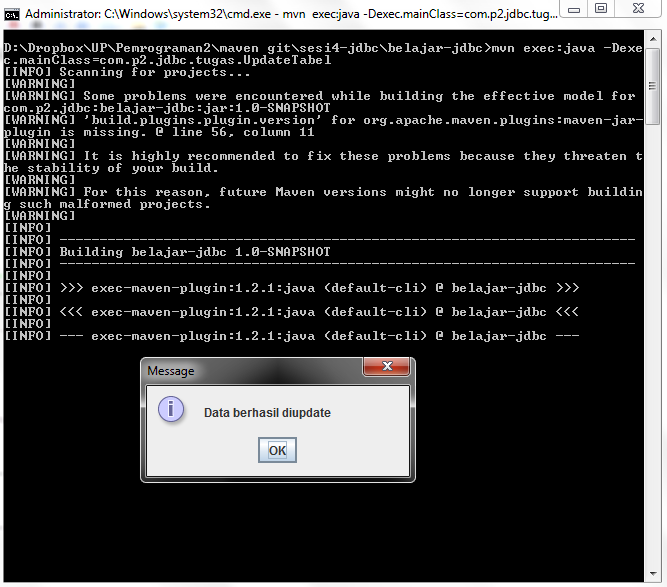 Administrator: C:\Windows\system32\cmd.exe - mvn  exec:java -Dexec.mainClass=com.p2.jdbc.tug...
D:\Dropbox\UP\Pemrograman2\maven git\sesi4-jdbc\belajar-jdbc>mvn exec:java -Dexe
c.mainClass=com.p2.jdbc.tugas.UpdateTabel
[INFO] Scanning for projects...
[WARNING]
[WARNING] Some problems were encountered while building the effective model for
com.p2.jdbc:belajar-jdbc:jar:1.0-SNAPSHOT
[WARNING] 'build.plugins.plugin.version' for org.apache.maven.plugins:maven-jar-
plugin is missing. @ line 56, column 11
[WARNING]
[WARNING] It is highly recommended to fix these problems because they threaten t
he stability of your build.
[WARNING]
[WARNING] For this reason, future Maven versions might no longer support buildin
g such malformed projects.
[WARNING]
[INFO]
[INFO] ------------------------------------------------------------------------
[INFO] Building belajar-jdbc 1.0-SNAPSHOT
[INFO] ------------------------------------------------------------------------
[INFO]
[INFO] >>> exec-maven-plugin:1.2.1:java (default-cli) @ belajar-jdbc >>>
[INFO]
[INFO] <<< exec-maven-plugin:1.2.1:java (default-cli) @ belajar-jdbc <<<
[INFO]
[INFO] --- exec-maven-plugin:1.2.1:java (default-cli) @ belajar-jdbc ---
Message
Data berhasil diupdate
OK